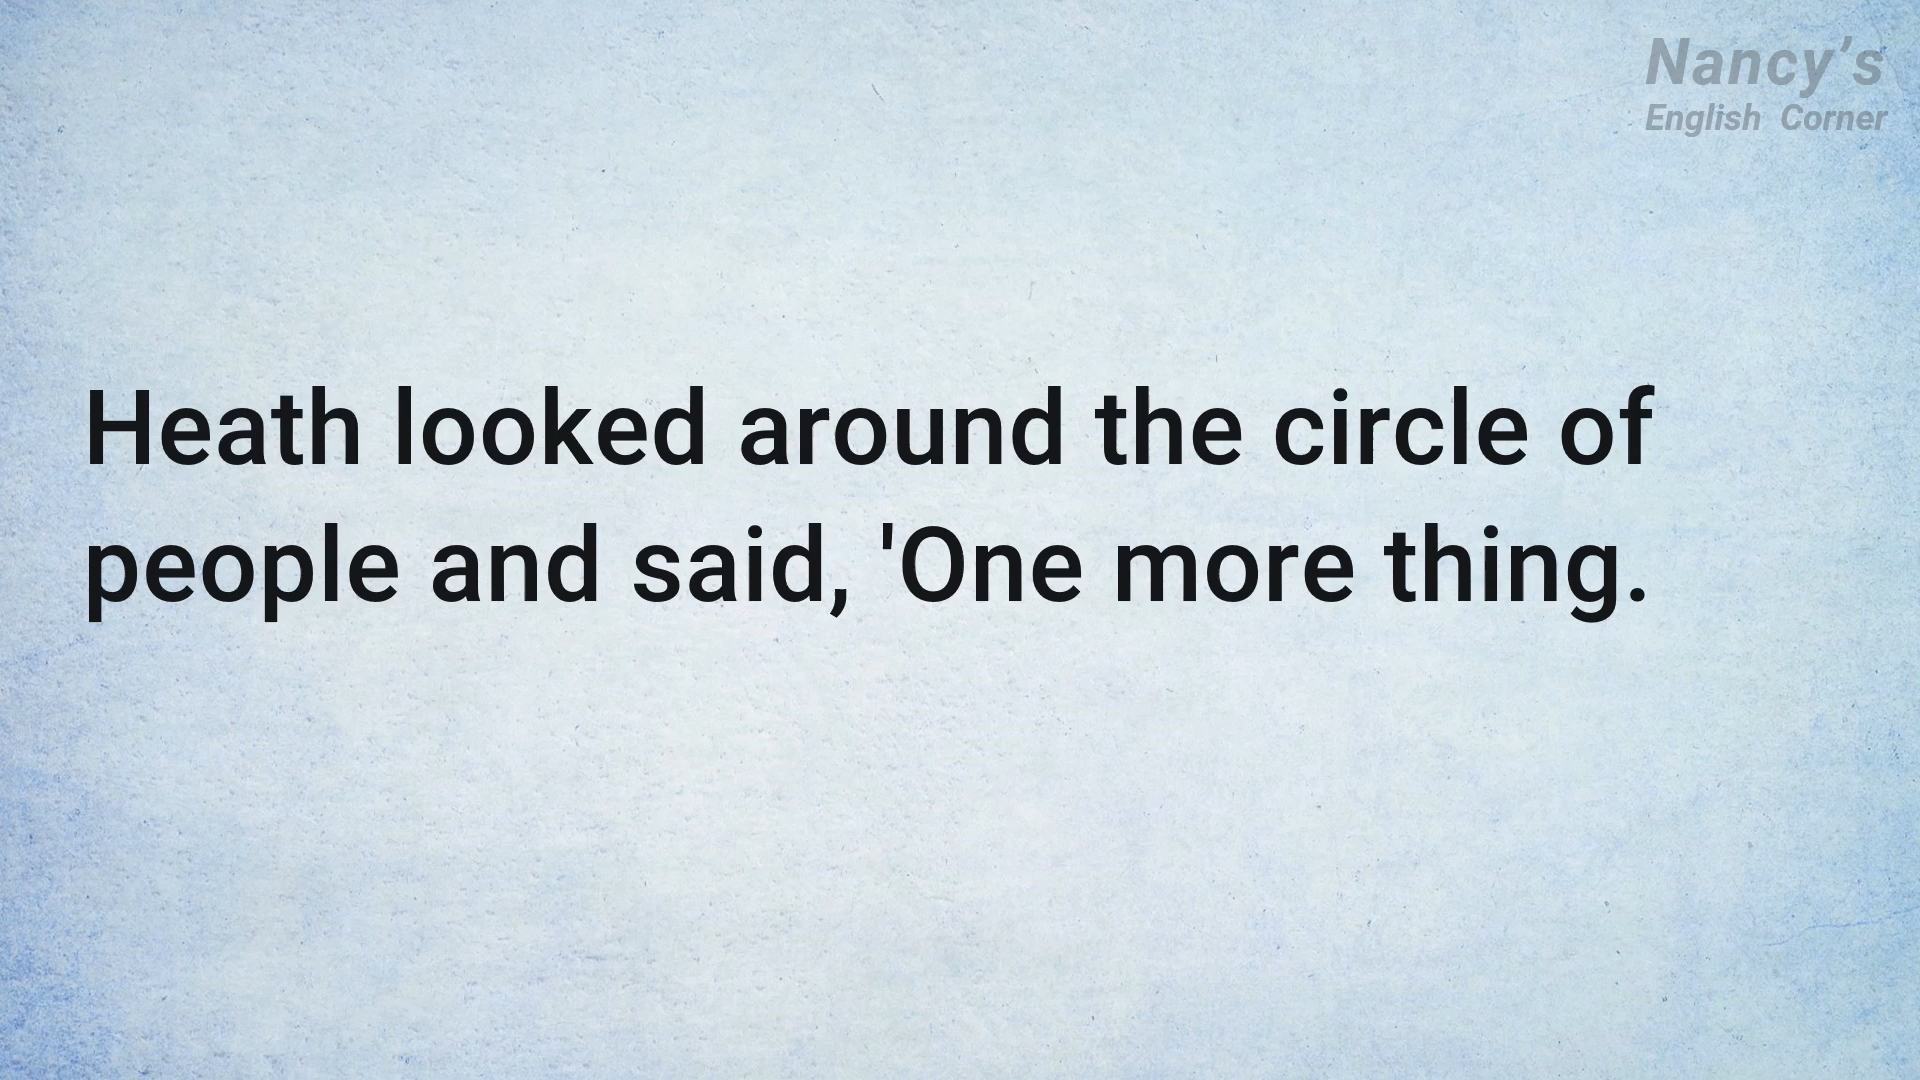 Nancy’s
English Corner
Heath looked around the circle of
people and said, 'One more thing.